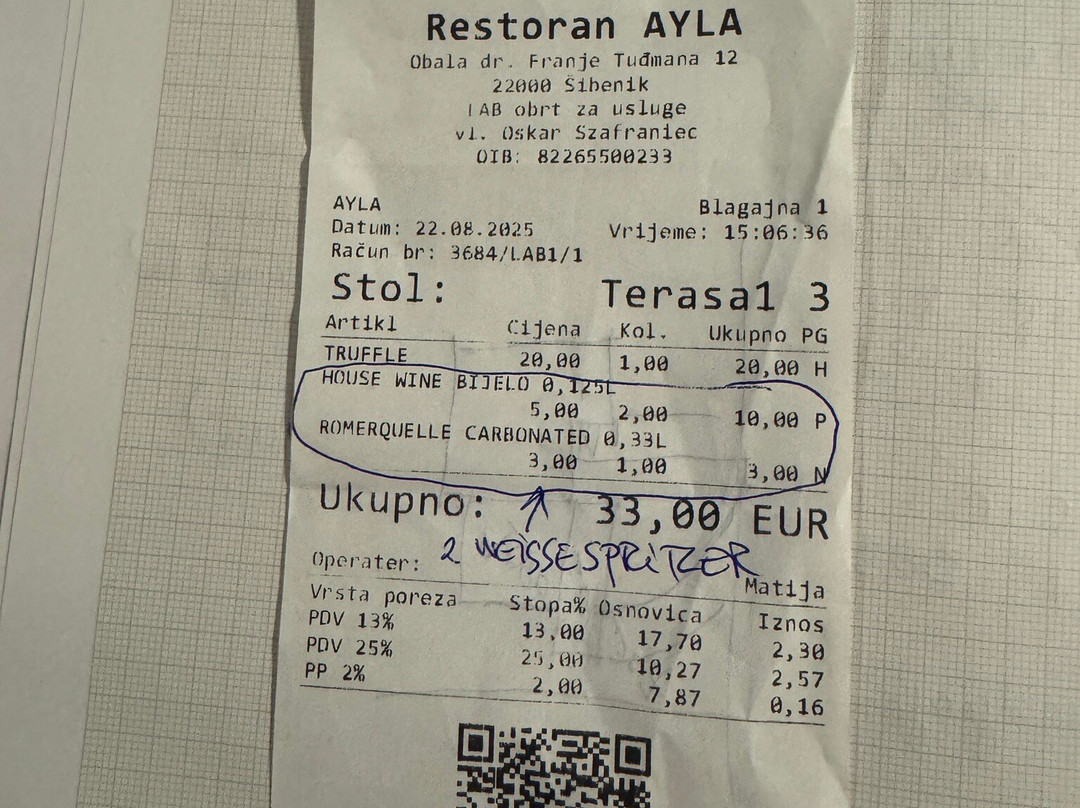 Restoran AYLA
Obala dr. Franje Tuđmana 12
22000 Šibenik
LAB obrt za usluge
vl. Oskar Szafraniec
OIB: 82265500233
AYLA Blagajna 1
Datum: 22.08.2025 Vrijeme: 15:06:36
Račun br: 3684/LAB1/1
Stol: Terasa1 3
Artikl Cijena Kol. Ukupno PG
TRUFFLE 20,00 1,00 20,00 H
HOUSE WINE BIJELO 0,125L
5,00 2,00 10,00 P
ROMERQUELLE CARBONATED 0,33L
3,00 1,00 3,00 N
Ukupno: 33,00 EUR
2 WEISSE SPRITZER
Operater: Matija
Vrsta poreza Stopa% Osnovica Iznos
PDV 13% 13,00 17,70 2,30
PDV 25% 25,00 10,27 2,57
PP 2% 2,00 7,87 0,16